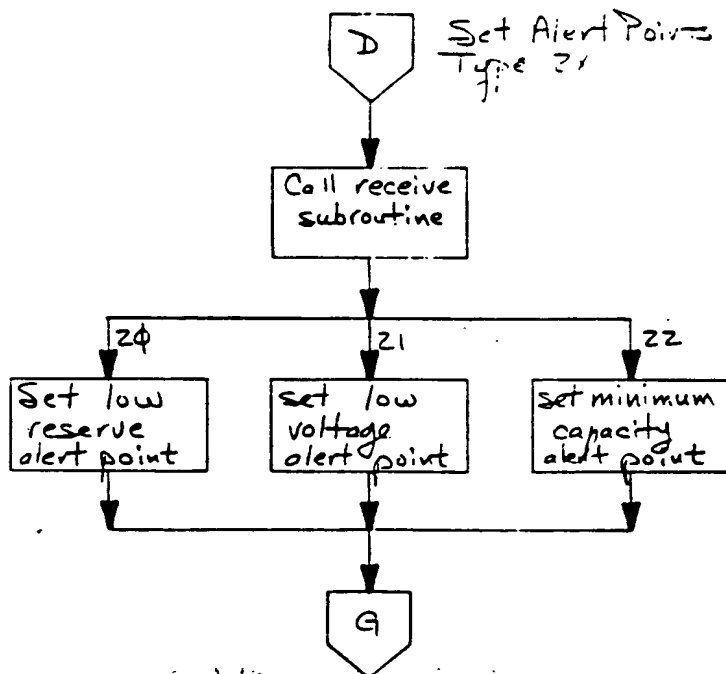 D
Set Alert Points
Type 2x
Call receive
subroutine
2φ
21
22
Set low
reserve
alert point
set low
voltage
alert point
set minimum
capacity
alert point
G